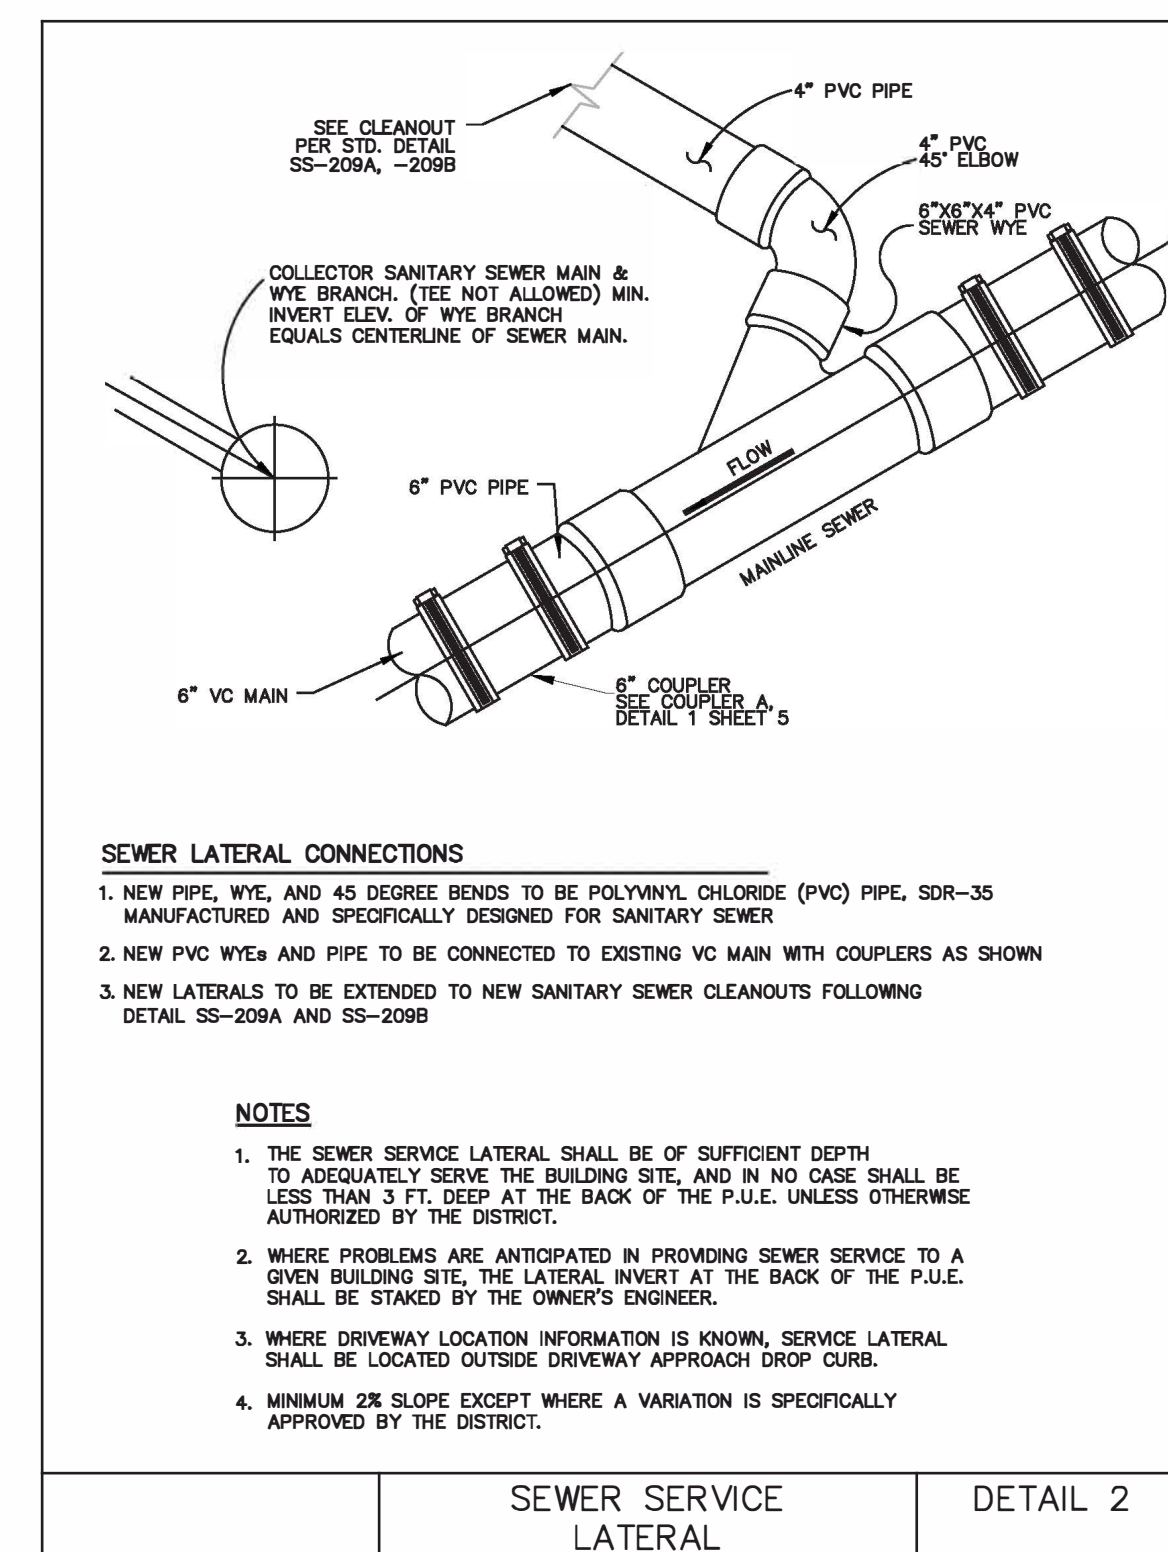 4" PVC PIPE
SEE CLEANOUT
PER STD. DETAIL
SS-209A, -209B
4" PVC
45° ELBOW
6"X6"X4" PVC
SEWER WYE
COLLECTOR SANITARY SEWER MAIN &
WYE BRANCH. (TEE NOT ALLOWED) MIN.
INVERT ELEV. OF WYE BRANCH
EQUALS CENTERLINE OF SEWER MAIN.
FLOW
6" PVC PIPE
MAINLINE SEWER
6" VC MAIN
6" COUPLER
SEE COUPLER A,
DETAIL 1 SHEET 5
SEWER LATERAL CONNECTIONS
1. NEW PIPE, WYE, AND 45 DEGREE BENDS TO BE POLYVINYL CHLORIDE (PVC) PIPE, SDR-35
MANUFACTURED AND SPECIFICALLY DESIGNED FOR SANITARY SEWER
2. NEW PVC WYEs AND PIPE TO BE CONNECTED TO EXISTING VC MAIN WITH COUPLERS AS SHOWN
3. NEW LATERALS TO BE EXTENDED TO NEW SANITARY SEWER CLEANOUTS FOLLOWING
DETAIL SS-209A AND SS-209B
NOTES
1. THE SEWER SERVICE LATERAL SHALL BE OF SUFFICIENT DEPTH
TO ADEQUATELY SERVE THE BUILDING SITE, AND IN NO CASE SHALL BE
LESS THAN 3 FT. DEEP AT THE BACK OF THE P.U.E. UNLESS OTHERWISE
AUTHORIZED BY THE DISTRICT.
2. WHERE PROBLEMS ARE ANTICIPATED IN PROVIDING SEWER SERVICE TO A
GIVEN BUILDING SITE, THE LATERAL INVERT AT THE BACK OF THE P.U.E.
SHALL BE STAKED BY THE OWNER'S ENGINEER.
3. WHERE DRIVEWAY LOCATION INFORMATION IS KNOWN, SERVICE LATERAL
SHALL BE LOCATED OUTSIDE DRIVEWAY APPROACH DROP CURB.
4. MINIMUM 2% SLOPE EXCEPT WHERE A VARIATION IS SPECIFICALLY
APPROVED BY THE DISTRICT.
SEWER SERVICE
LATERAL
DETAIL 2